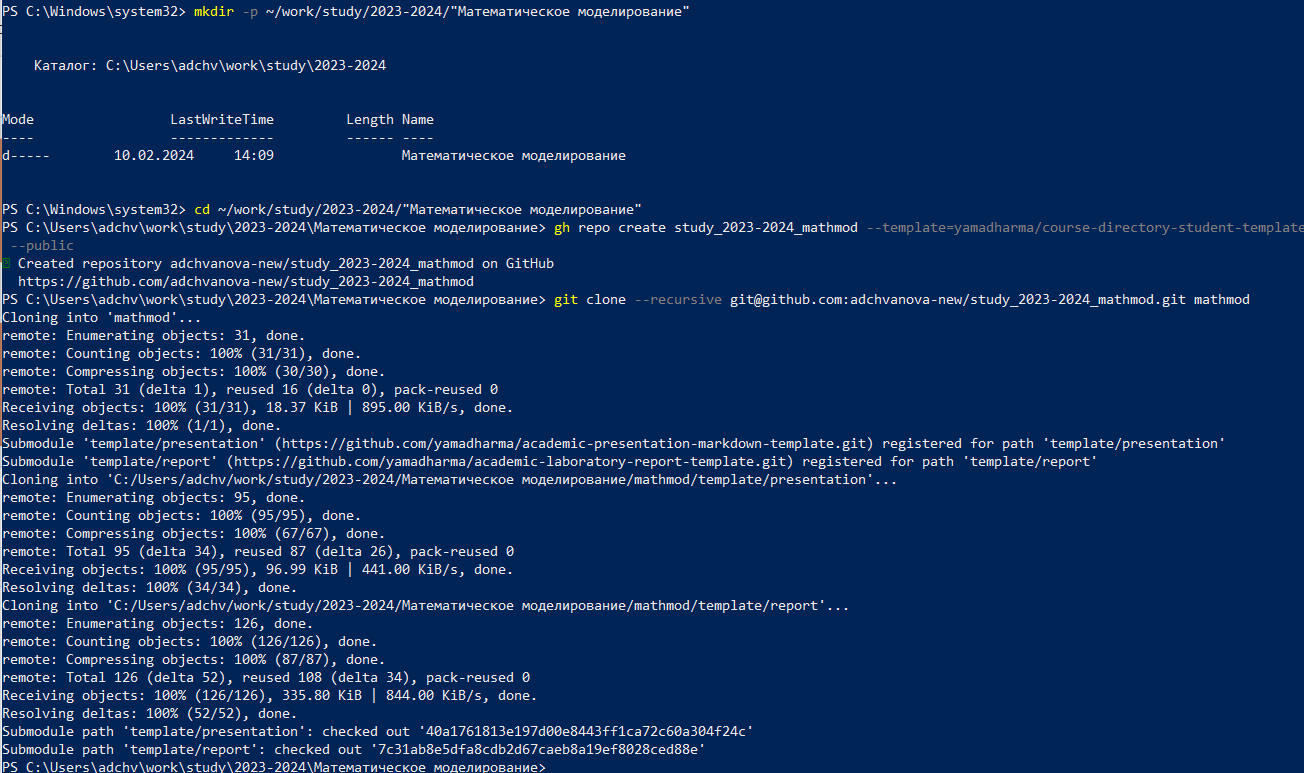 PS C:\Windows\system32> mkdir -p ~/work/study/2023-2024/"Математическое моделирование"
Каталог: C:\Users\adchv\work\study\2023-2024
Mode LastWriteTime Length Name
---- ------------- ------ ----
d----- 10.02.2024 14:09 Математическое моделирование
PS C:\Windows\system32> cd ~/work/study/2023-2024/"Математическое моделирование"
PS C:\Users\adchv\work\study\2023-2024\Математическое моделирование> gh repo create study_2023-2024_mathmod --template=yamadharma/course-directory-student-template
--public
Created repository adchvanova-new/study_2023-2024_mathmod on GitHub
https://github.com/adchvanova-new/study_2023-2024_mathmod
PS C:\Users\adchv\work\study\2023-2024\Математическое моделирование> git clone --recursive git@github.com:adchvanova-new/study_2023-2024_mathmod.git mathmod
Cloning into 'mathmod'...
remote: Enumerating objects: 31, done.
remote: Counting objects: 100% (31/31), done.
remote: Compressing objects: 100% (30/30), done.
remote: Total 31 (delta 1), reused 16 (delta 0), pack-reused 0
Receiving objects: 100% (31/31), 18.37 KiB | 895.00 KiB/s, done.
Resolving deltas: 100% (1/1), done.
Submodule 'template/presentation' (https://github.com/yamadharma/academic-presentation-markdown-template.git) registered for path 'template/presentation'
Submodule 'template/report' (https://github.com/yamadharma/academic-laboratory-report-template.git) registered for path 'template/report'
Cloning into 'C:/Users/adchv/work/study/2023-2024/Математическое моделирование/mathmod/template/presentation'...
remote: Enumerating objects: 95, done.
remote: Counting objects: 100% (95/95), done.
remote: Compressing objects: 100% (67/67), done.
remote: Total 95 (delta 34), reused 87 (delta 26), pack-reused 0
Receiving objects: 100% (95/95), 96.99 KiB | 441.00 KiB/s, done.
Resolving deltas: 100% (34/34), done.
Cloning into 'C:/Users/adchv/work/study/2023-2024/Математическое моделирование/mathmod/template/report'...
remote: Enumerating objects: 126, done.
remote: Counting objects: 100% (126/126), done.
remote: Compressing objects: 100% (87/87), done.
remote: Total 126 (delta 52), reused 108 (delta 34), pack-reused 0
Receiving objects: 100% (126/126), 335.80 KiB | 844.00 KiB/s, done.
Resolving deltas: 100% (52/52), done.
Submodule path 'template/presentation': checked out '40a1761813e197d00e8443ff1ca72c60a304f24c'
Submodule path 'template/report': checked out '7c31ab8e5dfa8cdb2d67caeb8a19ef8028ced88e'
PS C:\Users\adchv\work\study\2023-2024\Математическое моделирование>